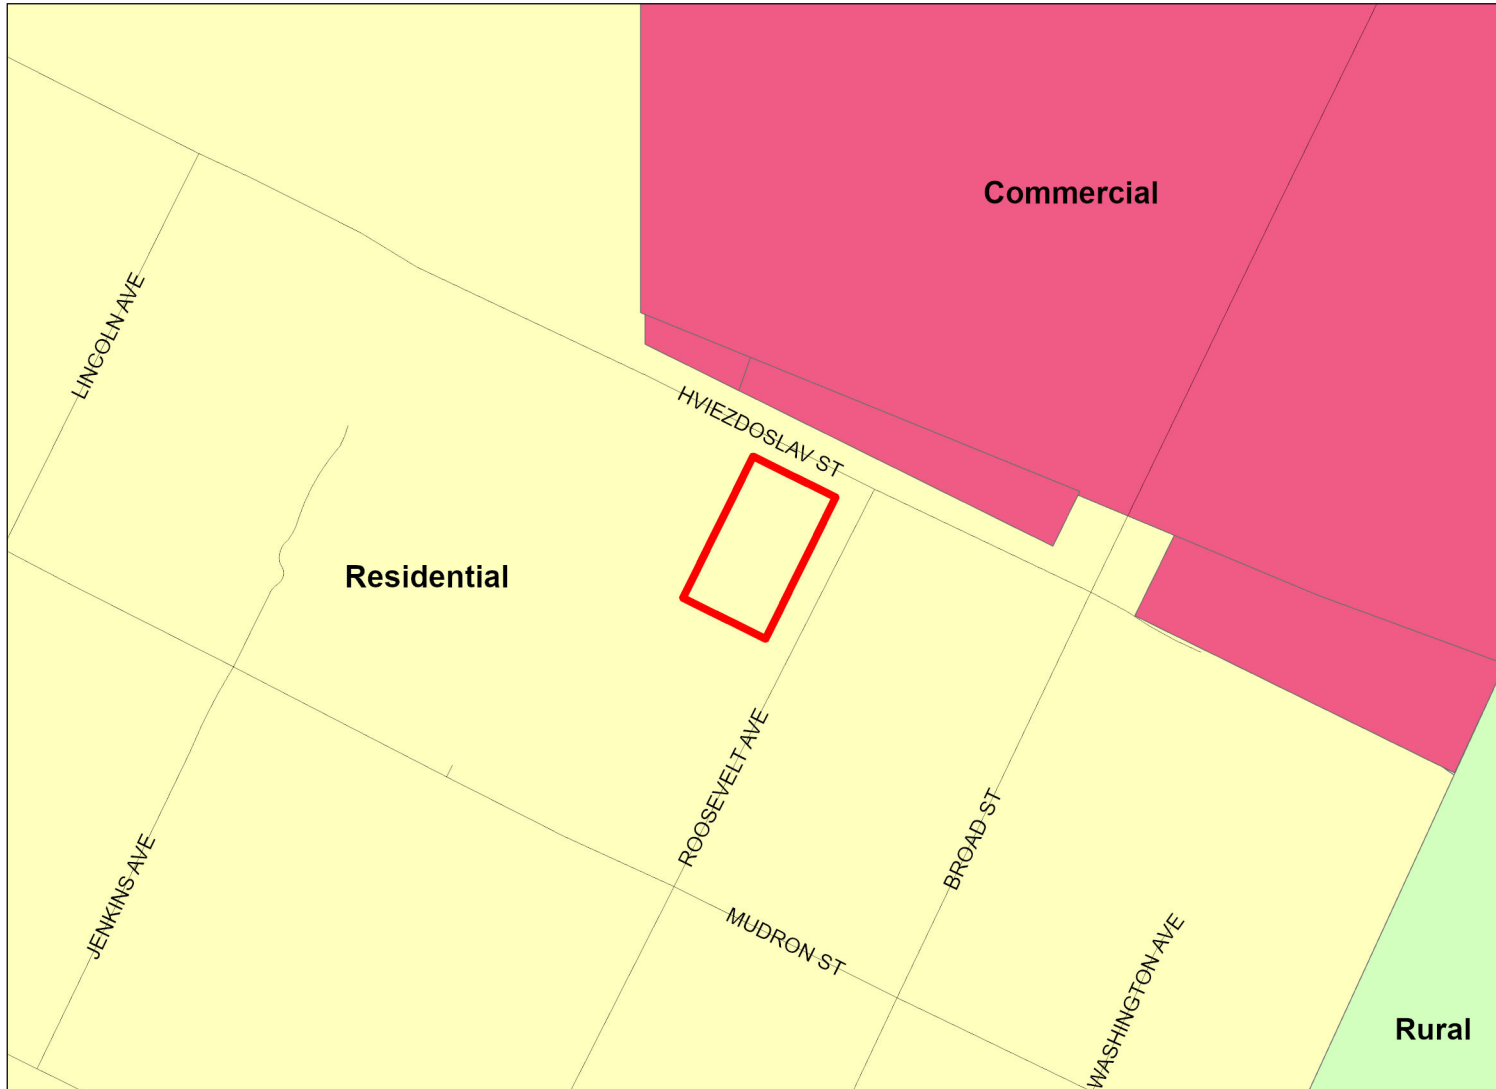 Commercial
LINCOLN AVE
HVIEZDOSLAV ST
Residential
ROOSEVELT AVE
BROAD ST
JENKINS AVE
MUDRON ST
WASHINGTON AVE
Rural